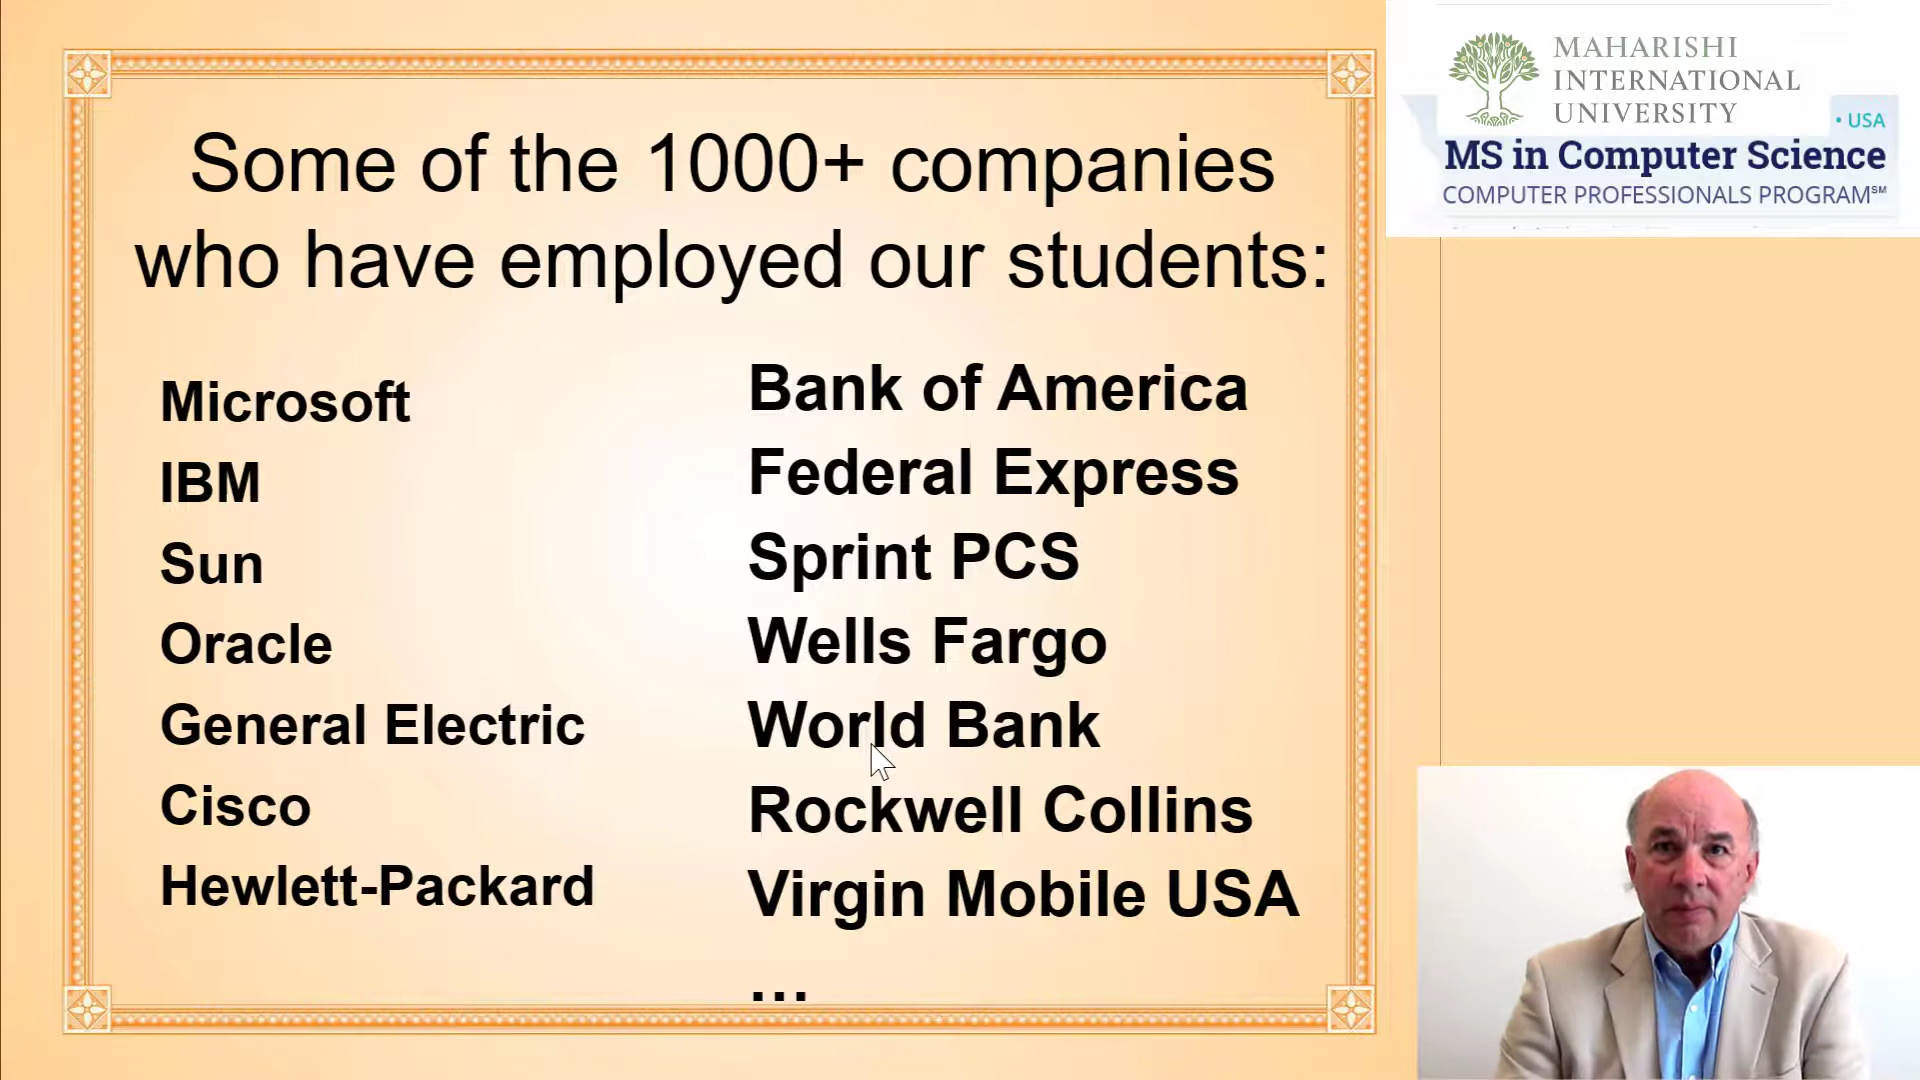 Some of the 1000+ companies
who have employed our students:
Microsoft
IBM
Sun
Oracle
General Electric
Cisco
Hewlett-Packard
Bank of America
Federal Express
Sprint PCS
Wells Fargo
World Bank
Rockwell Collins
Virgin Mobile USA
...
MAHARISHI
INTERNATIONAL
UNIVERSITY
• USA
MS in Computer Science
COMPUTER PROFESSIONALS PROGRAM℠